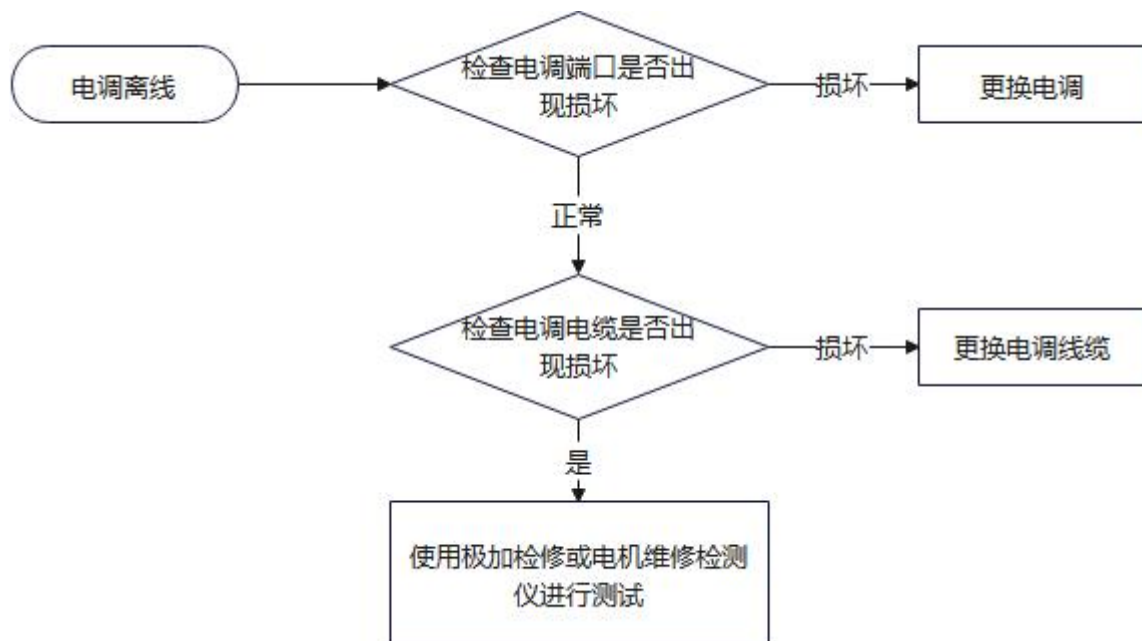 电调离线
检查电调端口是否出
现损坏
损坏
更换电调
正常
检查电调电缆是否出
现损坏
损坏
更换电调线缆
是
使用极加检修或电机维修检测
仪进行测试